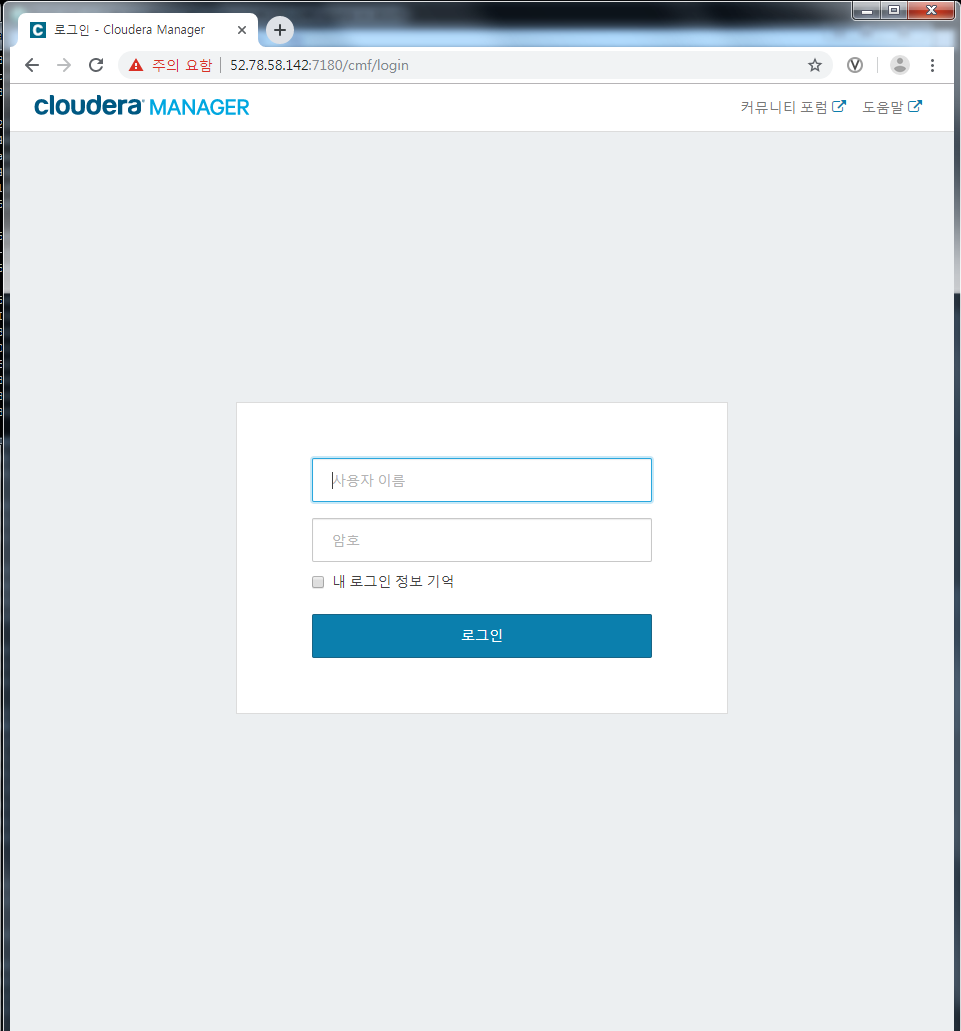 로그인 - Cloudera Manager
주의 요함 | 52.78.58.142:7180/cmf/login
cloudera MANAGER
커뮤니티 포럼 도움말
사용자 이름
암호
내 로그인 정보 기억
로그인